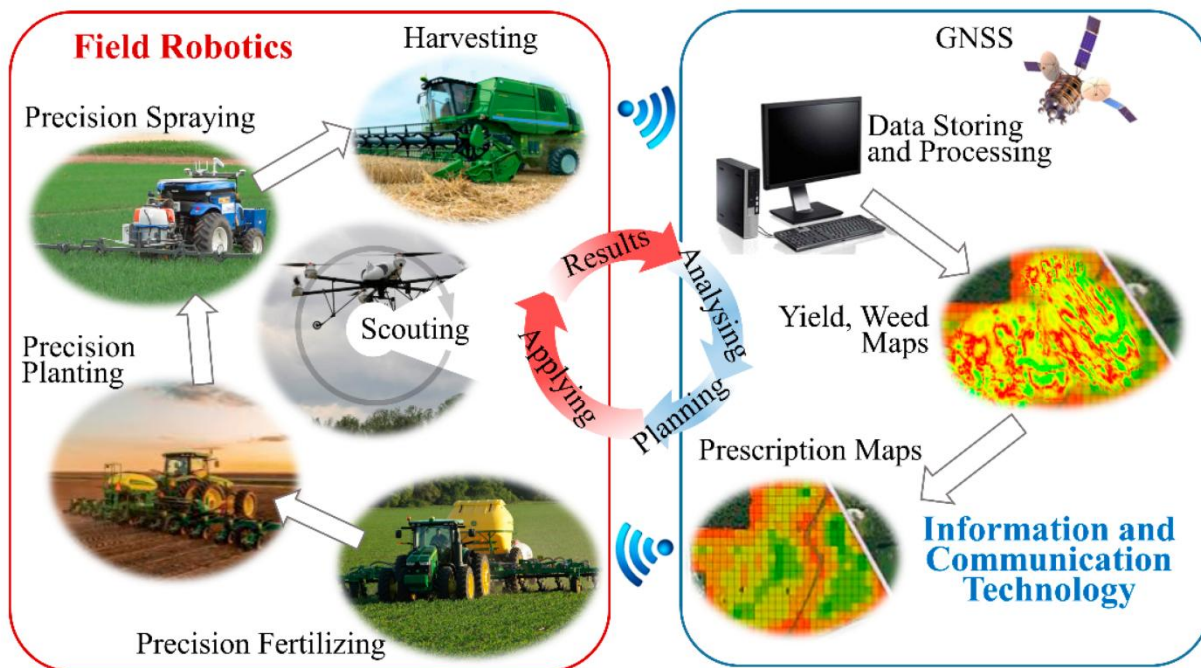 Field Robotics
Harvesting
Precision Spraying
Scouting
Precision
Planting
Precision Fertilizing
Results
Analysing
Planning
Applying
GNSS
Data Storing
and Processing
Yield, Weed
Maps
Prescription Maps
Information and
Communication
Technology